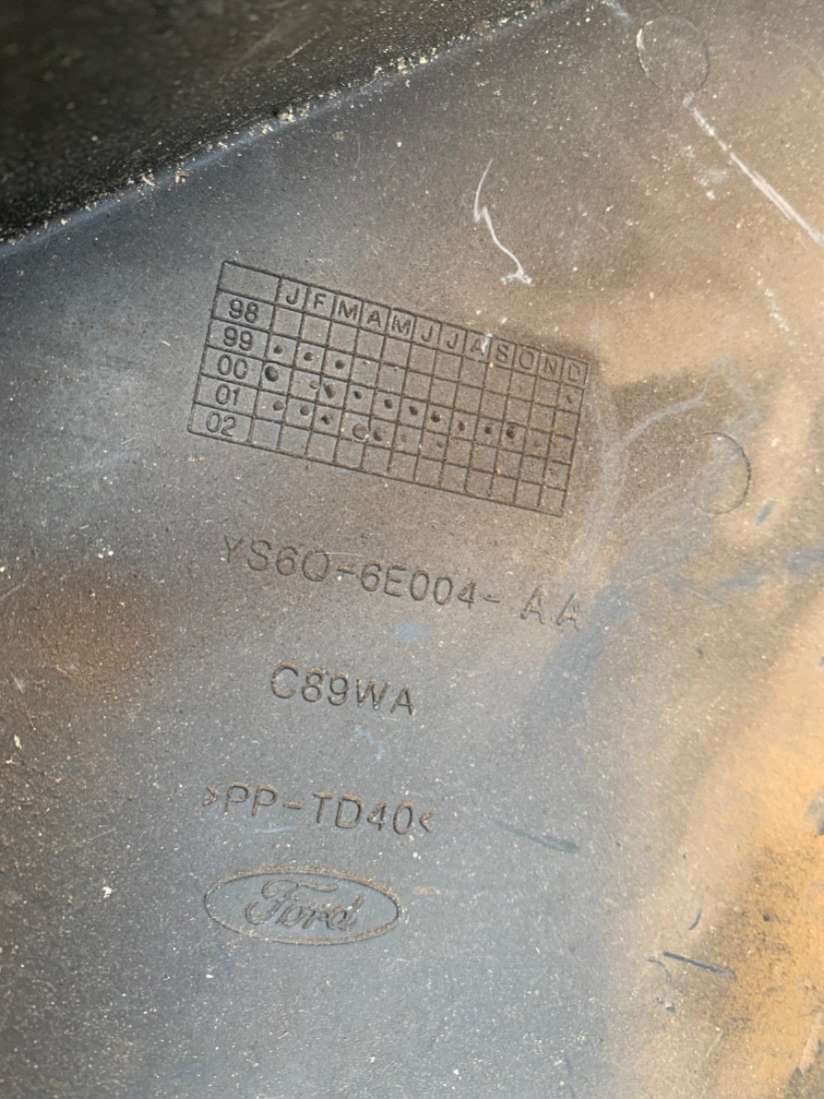 J F M A M J J A S O N D
98
99
00
01
02
YS6Q-6E004-AA
C89WA
>PP-TD40<
Ford